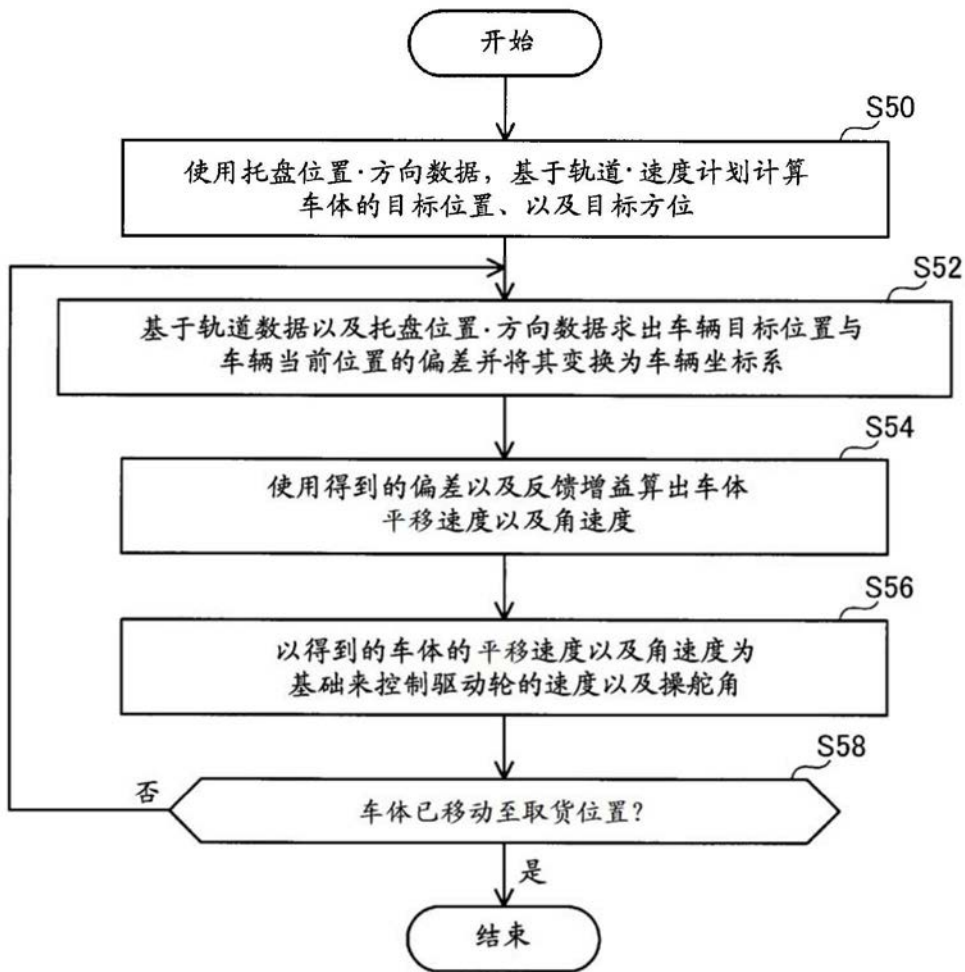 开始
S50
使用托盘位置·方向数据，基于轨道·速度计划计算
车体的目标位置、以及目标方位
S52
基于轨道数据以及托盘位置·方向数据求出车辆目标位置与
车辆当前位置的偏差并将其变换为车辆坐标系
S54
使用得到的偏差以及反馈增益算出车体
平移速度以及角速度
S56
以得到的车体的平移速度以及角速度为
基础来控制驱动轮的速度以及操舵角
S58
否
车体已移动至取货位置？
是
结束